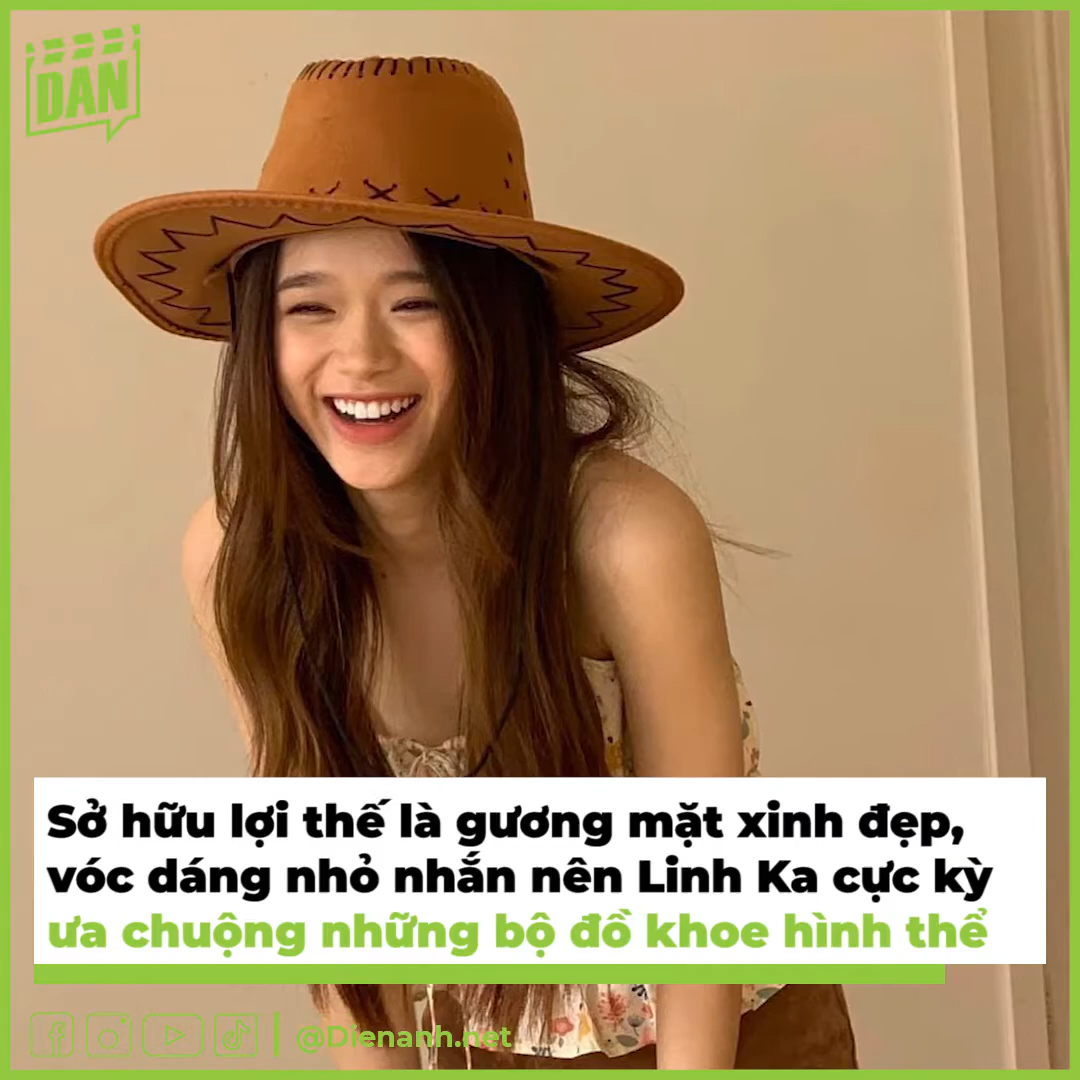 DAN
Sở hữu lợi thế là gương mặt xinh đẹp,
vóc dáng nhỏ nhắn nên Linh Ka cực kỳ
ưa chuộng những bộ đồ khoe hình thể
@Dienanh.net